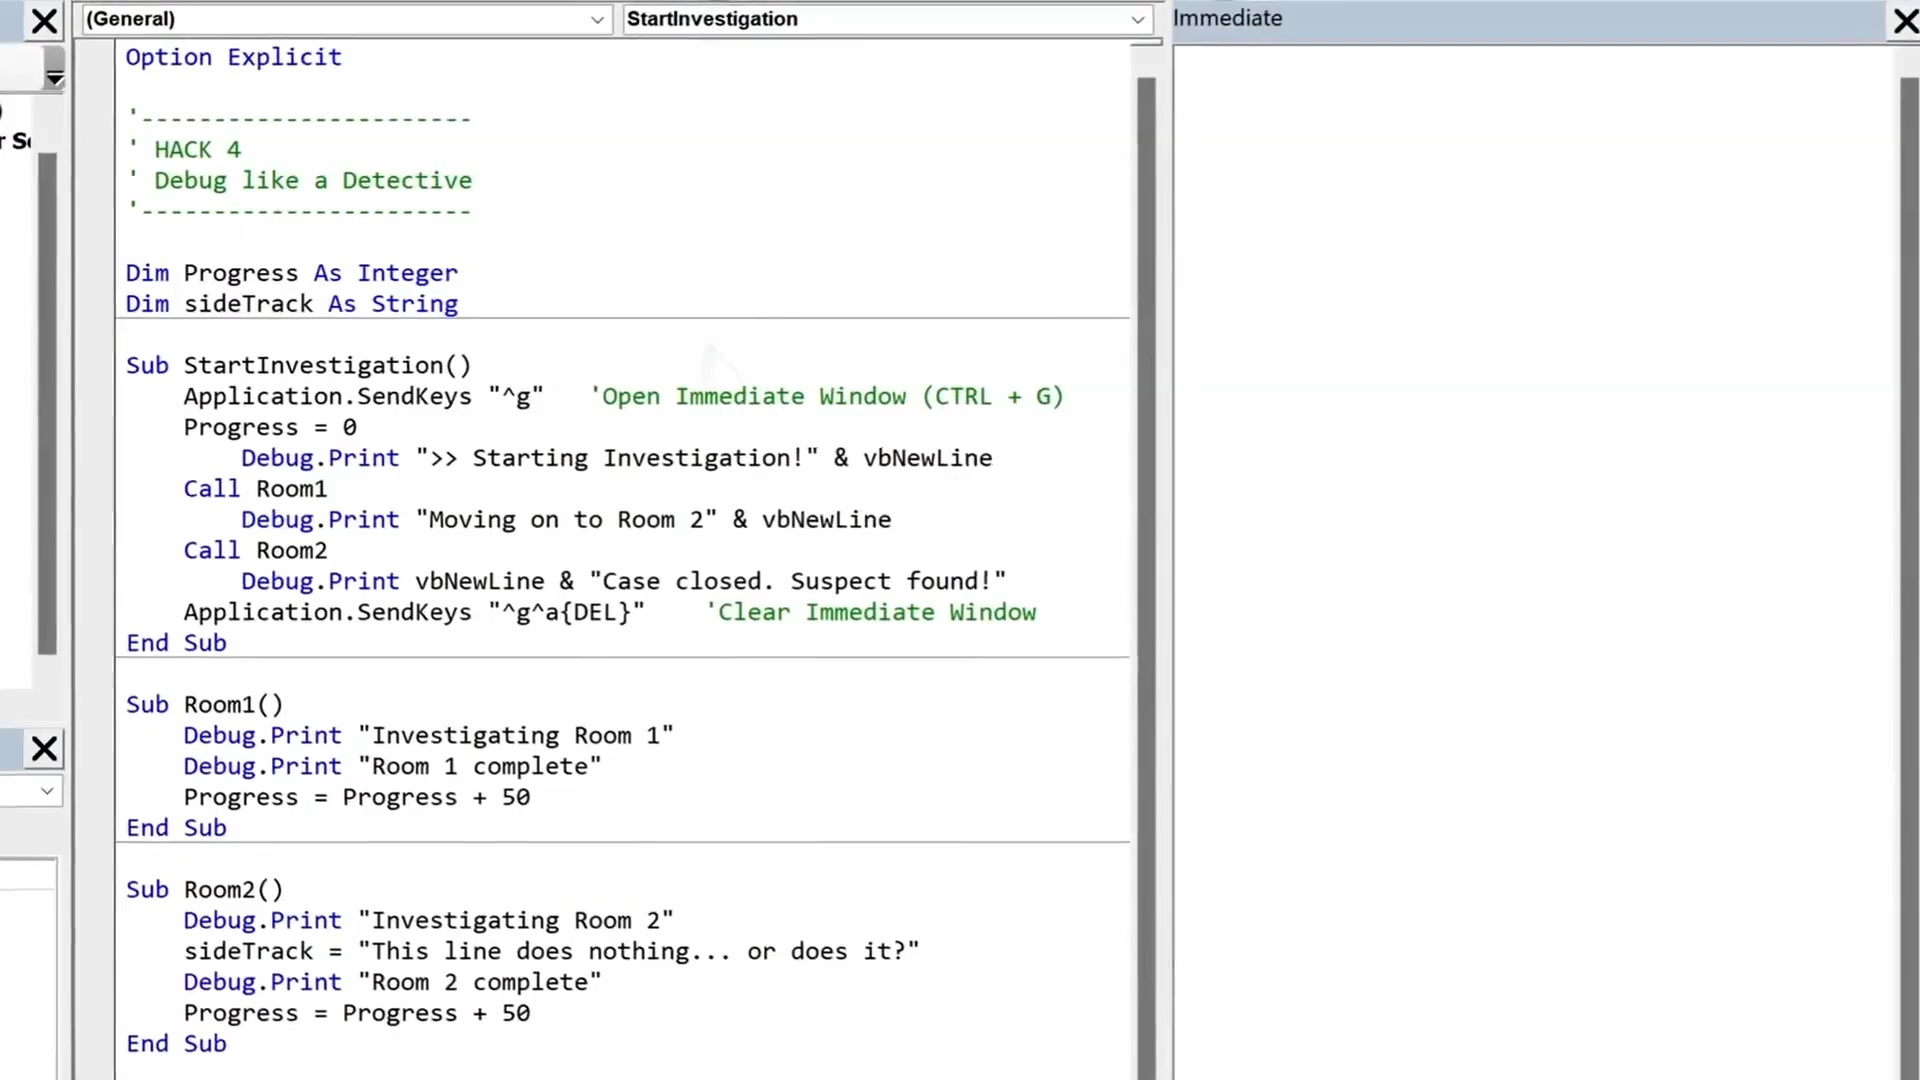 (General)
StartInvestigation
Immediate
Option Explicit
'-----------------------
' HACK 4
' Debug like a Detective
'-----------------------
Dim Progress As Integer
Dim sideTrack As String
Sub StartInvestigation()
    Application.SendKeys "^g"   'Open Immediate Window (CTRL + G)
    Progress = 0
        Debug.Print ">> Starting Investigation!" & vbNewLine
    Call Room1
        Debug.Print "Moving on to Room 2" & vbNewLine
    Call Room2
        Debug.Print vbNewLine & "Case closed. Suspect found!"
    Application.SendKeys "^g^a{DEL}"    'Clear Immediate Window
End Sub
Sub Room1()
    Debug.Print "Investigating Room 1"
    Debug.Print "Room 1 complete"
    Progress = Progress + 50
End Sub
Sub Room2()
    Debug.Print "Investigating Room 2"
    sideTrack = "This line does nothing... or does it?"
    Debug.Print "Room 2 complete"
    Progress = Progress + 50
End Sub